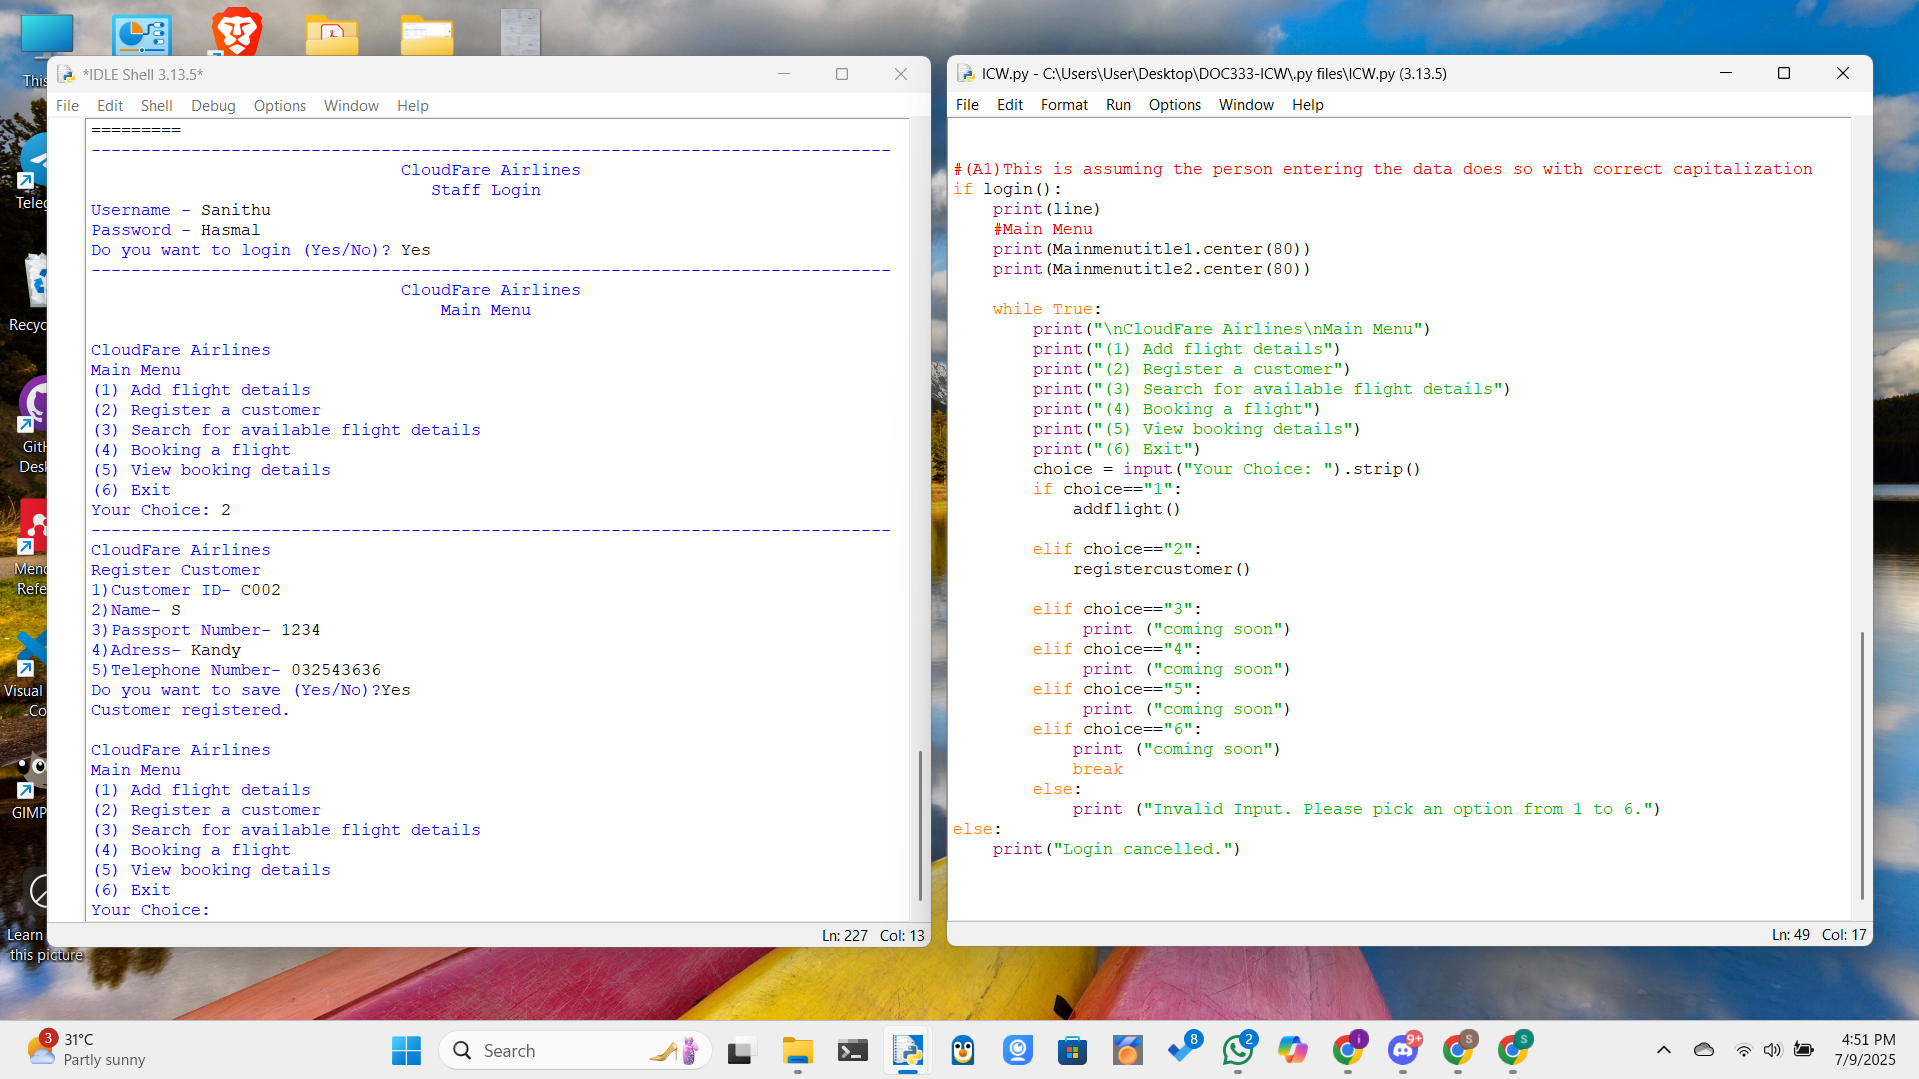 This
Teleg
Recyc
GitH
Desk
Mend
Refe
Visual
Co
GIMP
Learn
this picture
*IDLE Shell 3.13.5*
File Edit Shell Debug Options Window Help
=========
--------------------------------------------------------------------------------
CloudFare Airlines
Staff Login
Username - Sanithu
Password - Hasmal
Do you want to login (Yes/No)? Yes
--------------------------------------------------------------------------------
CloudFare Airlines
Main Menu
CloudFare Airlines
Main Menu
(1) Add flight details
(2) Register a customer
(3) Search for available flight details
(4) Booking a flight
(5) View booking details
(6) Exit
Your Choice: 2
--------------------------------------------------------------------------------
CloudFare Airlines
Register Customer
1)Customer ID- C002
2)Name- S
3)Passport Number- 1234
4)Adress- Kandy
5)Telephone Number- 032543636
Do you want to save (Yes/No)?Yes
Customer registered.
CloudFare Airlines
Main Menu
(1) Add flight details
(2) Register a customer
(3) Search for available flight details
(4) Booking a flight
(5) View booking details
(6) Exit
Your Choice:
Ln: 227 Col: 13
ICW.py - C:\Users\User\Desktop\DOC333-ICW\.py files\ICW.py (3.13.5)
File Edit Format Run Options Window Help
#(A1)This is assuming the person entering the data does so with correct capitalization
if login():
    print(line)
    #Main Menu
    print(Mainmenutitle1.center(80))
    print(Mainmenutitle2.center(80))
    while True:
        print("\nCloudFare Airlines\nMain Menu")
        print("(1) Add flight details")
        print("(2) Register a customer")
        print("(3) Search for available flight details")
        print("(4) Booking a flight")
        print("(5) View booking details")
        print("(6) Exit")
        choice = input("Your Choice: ").strip()
        if choice=="1":
            addflight()
        elif choice=="2":
            registercustomer()
        elif choice=="3":
             print ("coming soon")
        elif choice=="4":
             print ("coming soon")
        elif choice=="5":
             print ("coming soon")
        elif choice=="6":
            print ("coming soon")
            break
        else:
            print ("Invalid Input. Please pick an option from 1 to 6.")
else:
    print("Login cancelled.")
Ln: 49 Col: 17
3
31°C
Partly sunny
Search
8
2
i
9+
S
S
4:51 PM
7/9/2025